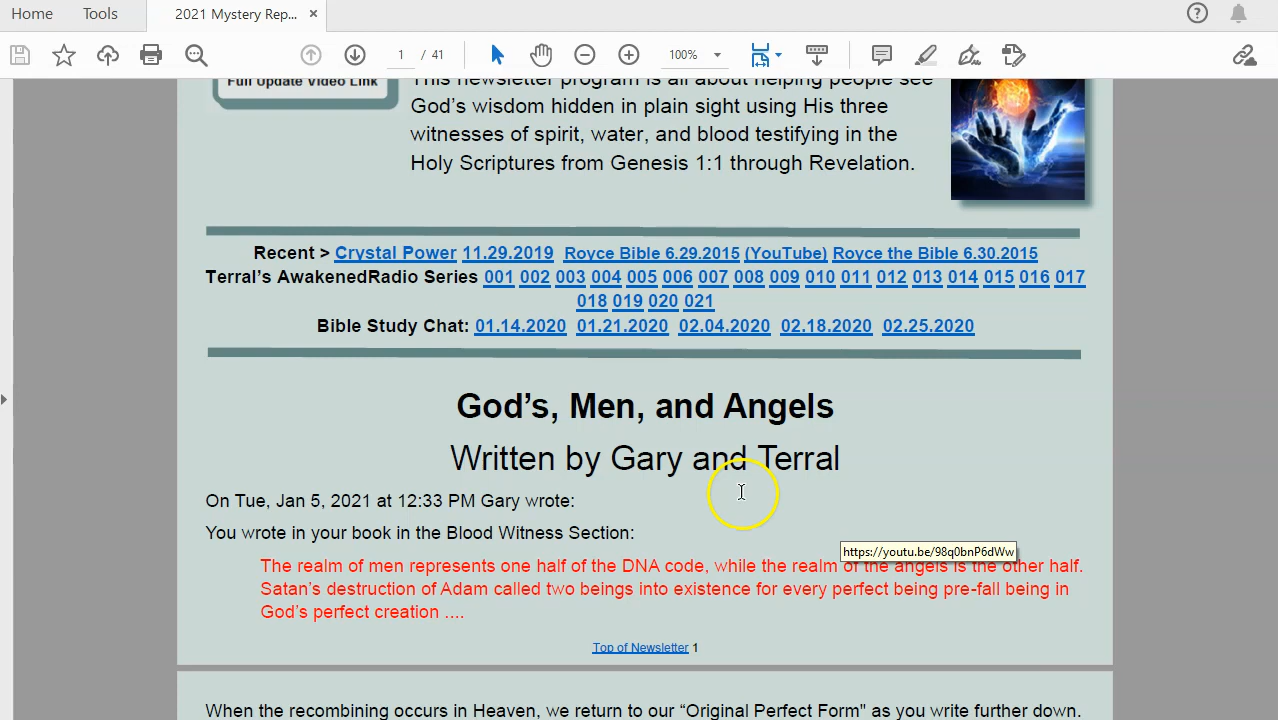 Home Tools 2021 Mystery Rep... ×
1 / 41 100%
Full Update Video Link
This newsletter program is all about helping people see
God's wisdom hidden in plain sight using His three
witnesses of spirit, water, and blood testifying in the
Holy Scriptures from Genesis 1:1 through Revelation.
Recent > Crystal Power 11.29.2019 Royce Bible 6.29.2015 (YouTube) Royce the Bible 6.30.2015
Terral's AwakenedRadio Series 001 002 003 004 005 006 007 008 009 010 011 012 013 014 015 016 017
018 019 020 021
Bible Study Chat: 01.14.2020 01.21.2020 02.04.2020 02.18.2020 02.25.2020
God's, Men, and Angels
Written by Gary and Terral
On Tue, Jan 5, 2021 at 12:33 PM Gary wrote:
You wrote in your book in the Blood Witness Section:
https://youtu.be/98q0bnP6dWw
The realm of men represents one half of the DNA code, while the realm of the angels is the other half.
Satan's destruction of Adam called two beings into existence for every perfect being pre-fall being in
God's perfect creation ....
Top of Newsletter 1
When the recombining occurs in Heaven, we return to our “Original Perfect Form" as you write further down.